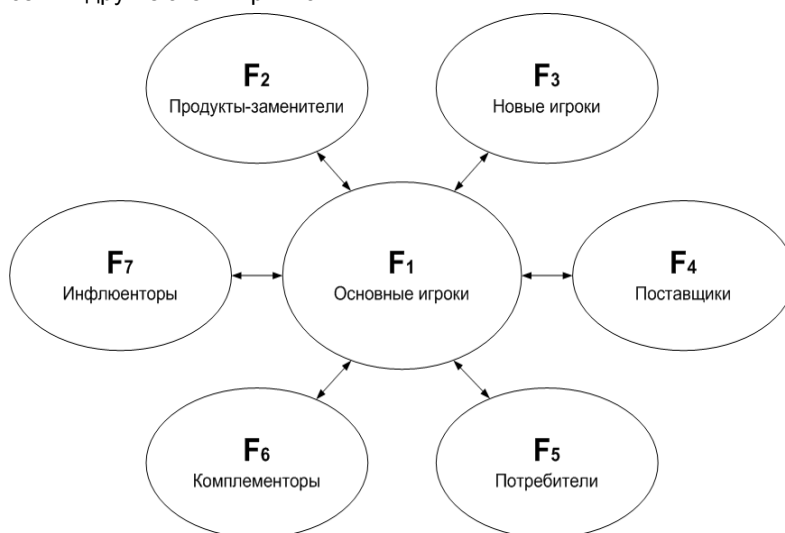 F2
Продукты-заменители
F3
Новые игроки
F7
Инфлюенторы
F1
Основные игроки
F4
Поставщики
F6
Комплементоры
F5
Потребители